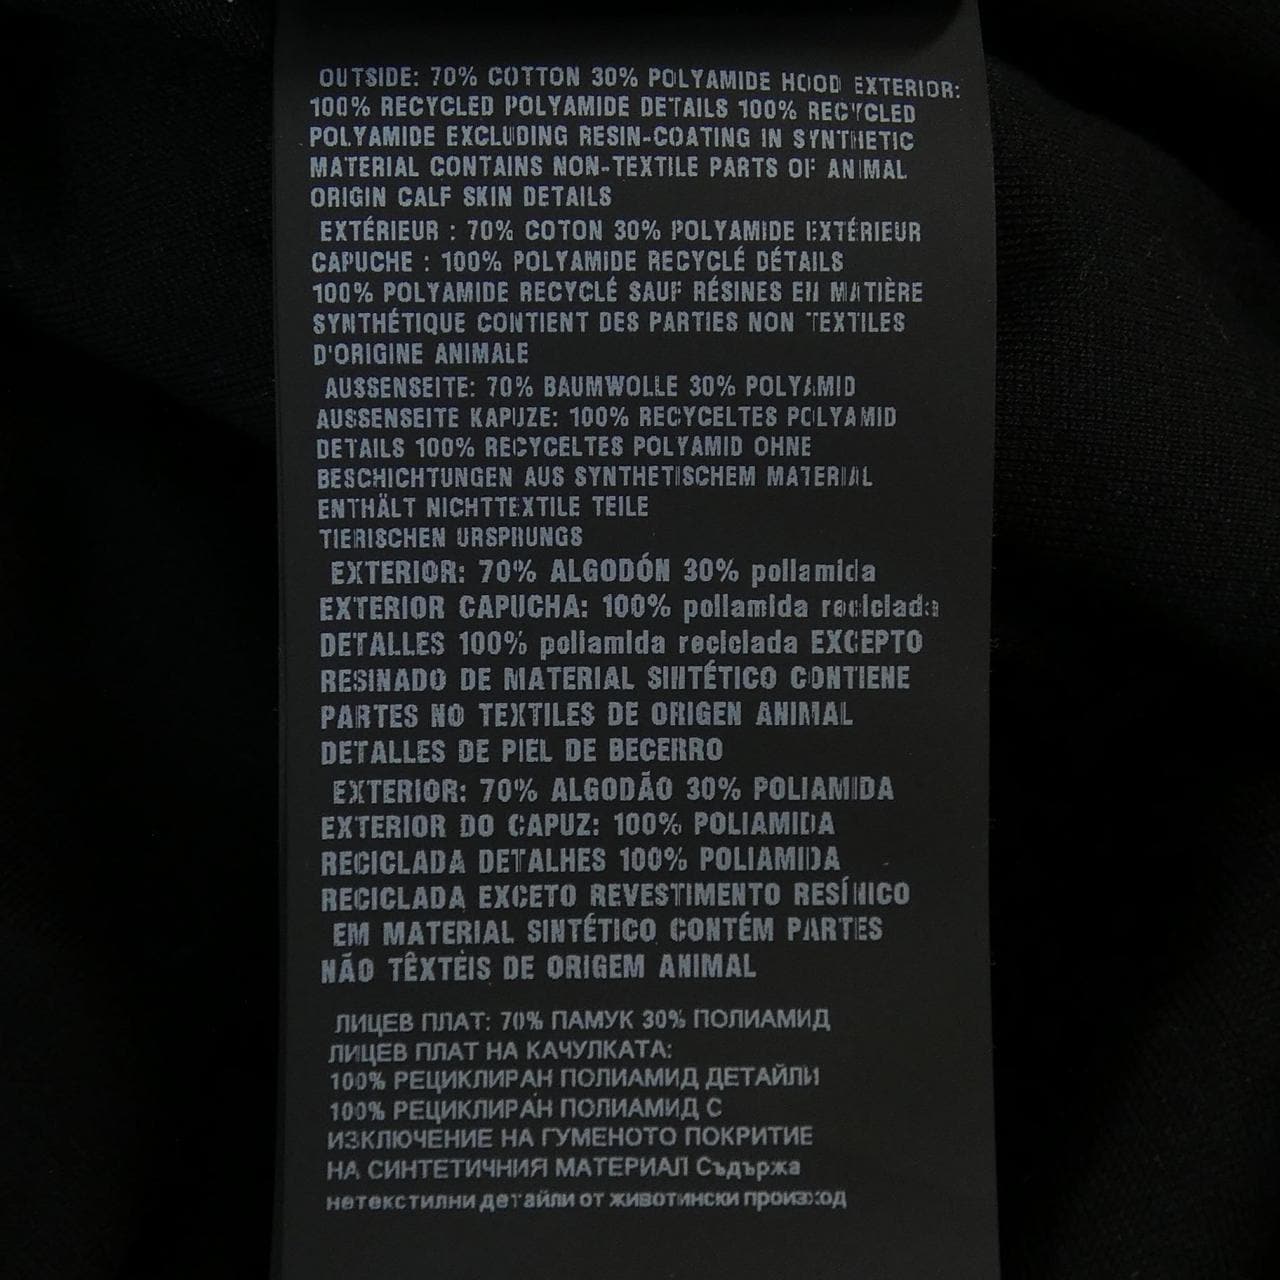 OUTSIDE: 70% COTTON 30% POLYAMIDE HOOD EXTERIOR:
100% RECYCLED POLYAMIDE DETAILS 100% RECYCLED
POLYAMIDE EXCLUDING RESIN-COATING IN SYNTHETIC
MATERIAL CONTAINS NON-TEXTILE PARTS OF ANIMAL
ORIGIN CALF SKIN DETAILS
EXTÉRIEUR : 70% COTON 30% POLYAMIDE EXTÉRIEUR
CAPUCHE : 100% POLYAMIDE RECYCLÉ DÉTAILS
100% POLYAMIDE RECYCLÉ SAUF RÉSINES EN MATIÈRE
SYNTHÉTIQUE CONTIENT DES PARTIES NON TEXTILES
D'ORIGINE ANIMALE
AUSSENSEITE: 70% BAUMWOLLE 30% POLYAMID
AUSSENSEITE KAPUZE: 100% RECYCELTES POLYAMID
DETAILS 100% RECYCELTES POLYAMID OHNE
BESCHICHTUNGEN AUS SYNTHETISCHEM MATERIAL
ENTHÄLT NICHTTEXTILE TEILE
TIERISCHEN URSPRUNGS
EXTERIOR: 70% ALGODÓN 30% poliamida
EXTERIOR CAPUCHA: 100% poliamida reciclada
DETALLES 100% poliamida reciclada EXCEPTO
RESINADO DE MATERIAL SINTÉTICO CONTIENE
PARTES NO TEXTILES DE ORIGEN ANIMAL
DETALLES DE PIEL DE BECERRO
EXTERIOR: 70% ALGODÃO 30% POLIAMIDA
EXTERIOR DO CAPUZ: 100% POLIAMIDA
RECICLADA DETALHES 100% POLIAMIDA
RECICLADA EXCETO REVESTIMENTO RESÍNICO
EM MATERIAL SINTÉTICO CONTÉM PARTES
NÃO TÊXTEIS DE ORIGEM ANIMAL
ЛИЦЕВ ПЛАТ: 70% ПАМУК 30% ПОЛИАМИД
ЛИЦЕВ ПЛАТ НА КАЧУЛКАТА:
100% РЕЦИКЛИРАН ПОЛИАМИД ДЕТАЙЛИ
100% РЕЦИКЛИРАН ПОЛИАМИД С
ИЗКЛЮЧЕНИЕ НА ГУМЕНОТО ПОКРИТИЕ
НА СИНТЕТИЧНИЯ МАТЕРИАЛ Съдържа
нетекстилни детайли от животински произход